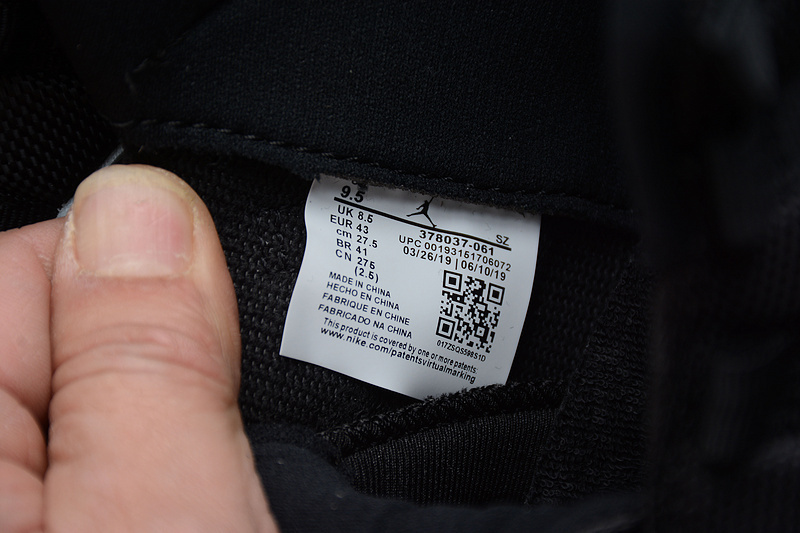 9.5
UK 8.5
EUR 43
cm 27.5
BR 41
CN 275
(2.5)
SZ
378037-061
UPC 00193151706072
03/26/19 | 06/10/19
MADE IN CHINA
HECHO EN CHINA
FABRIQUE EN CHINE
FABRICADO NA CHINA
017ZSQS598S1D
This product is covered by one or more patents:
www.nike.com/patentsvirtualmarking